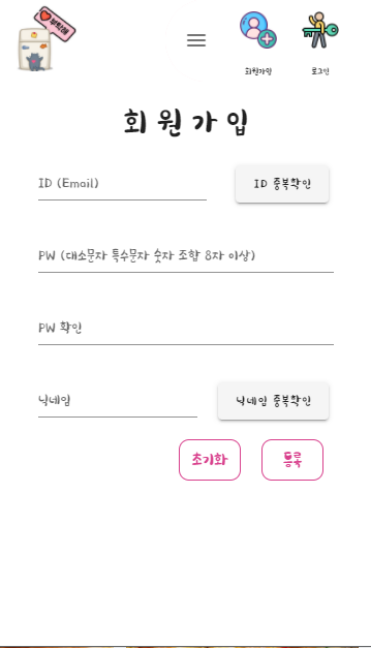 회원가입
로그인
회원가입
ID (Email)
ID 중복확인
PW (대소문자 특수문자 숫자 조합 8자 이상)
PW 확인
닉네임
닉네임 중복확인
초기화
등록